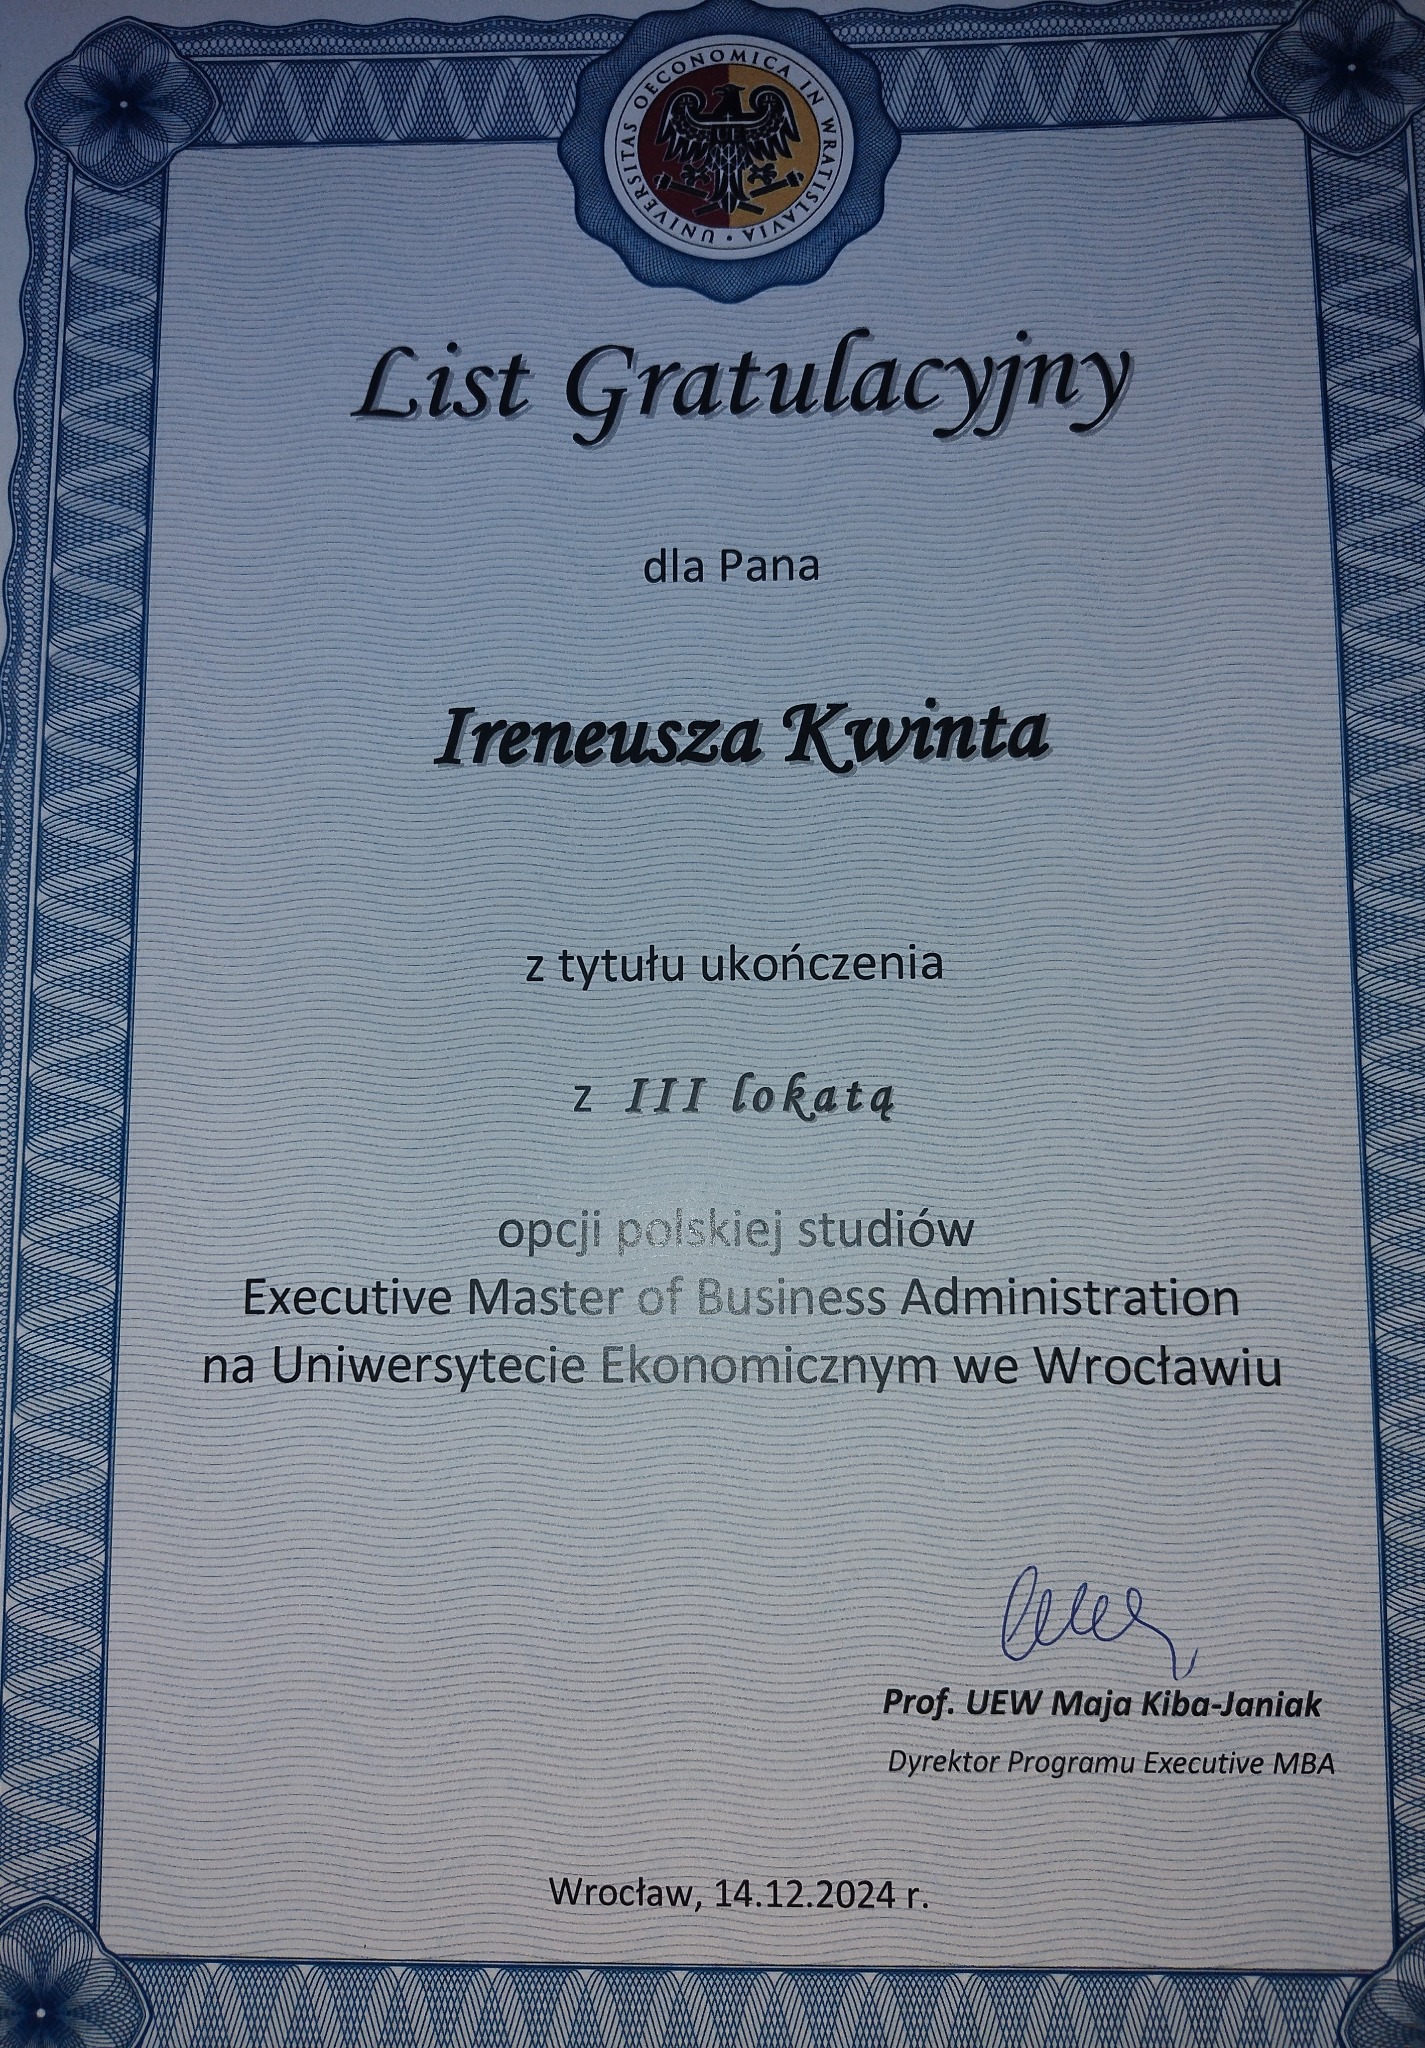 UNIVERSITAS OECONOMICA IN WRATISLAVIA
UE
List Gratulacyjny
dla Pana
Ireneusza Kwinta
z tytułu ukończenia
z III lokatą
opcji polskiej studiów
Executive Master of Business Administration
na Uniwersytecie Ekonomicznym we Wrocławiu
Prof. UEW Maja Kiba-Janiak
Dyrektor Programu Executive MBA
Wrocław, 14.12.2024 r.